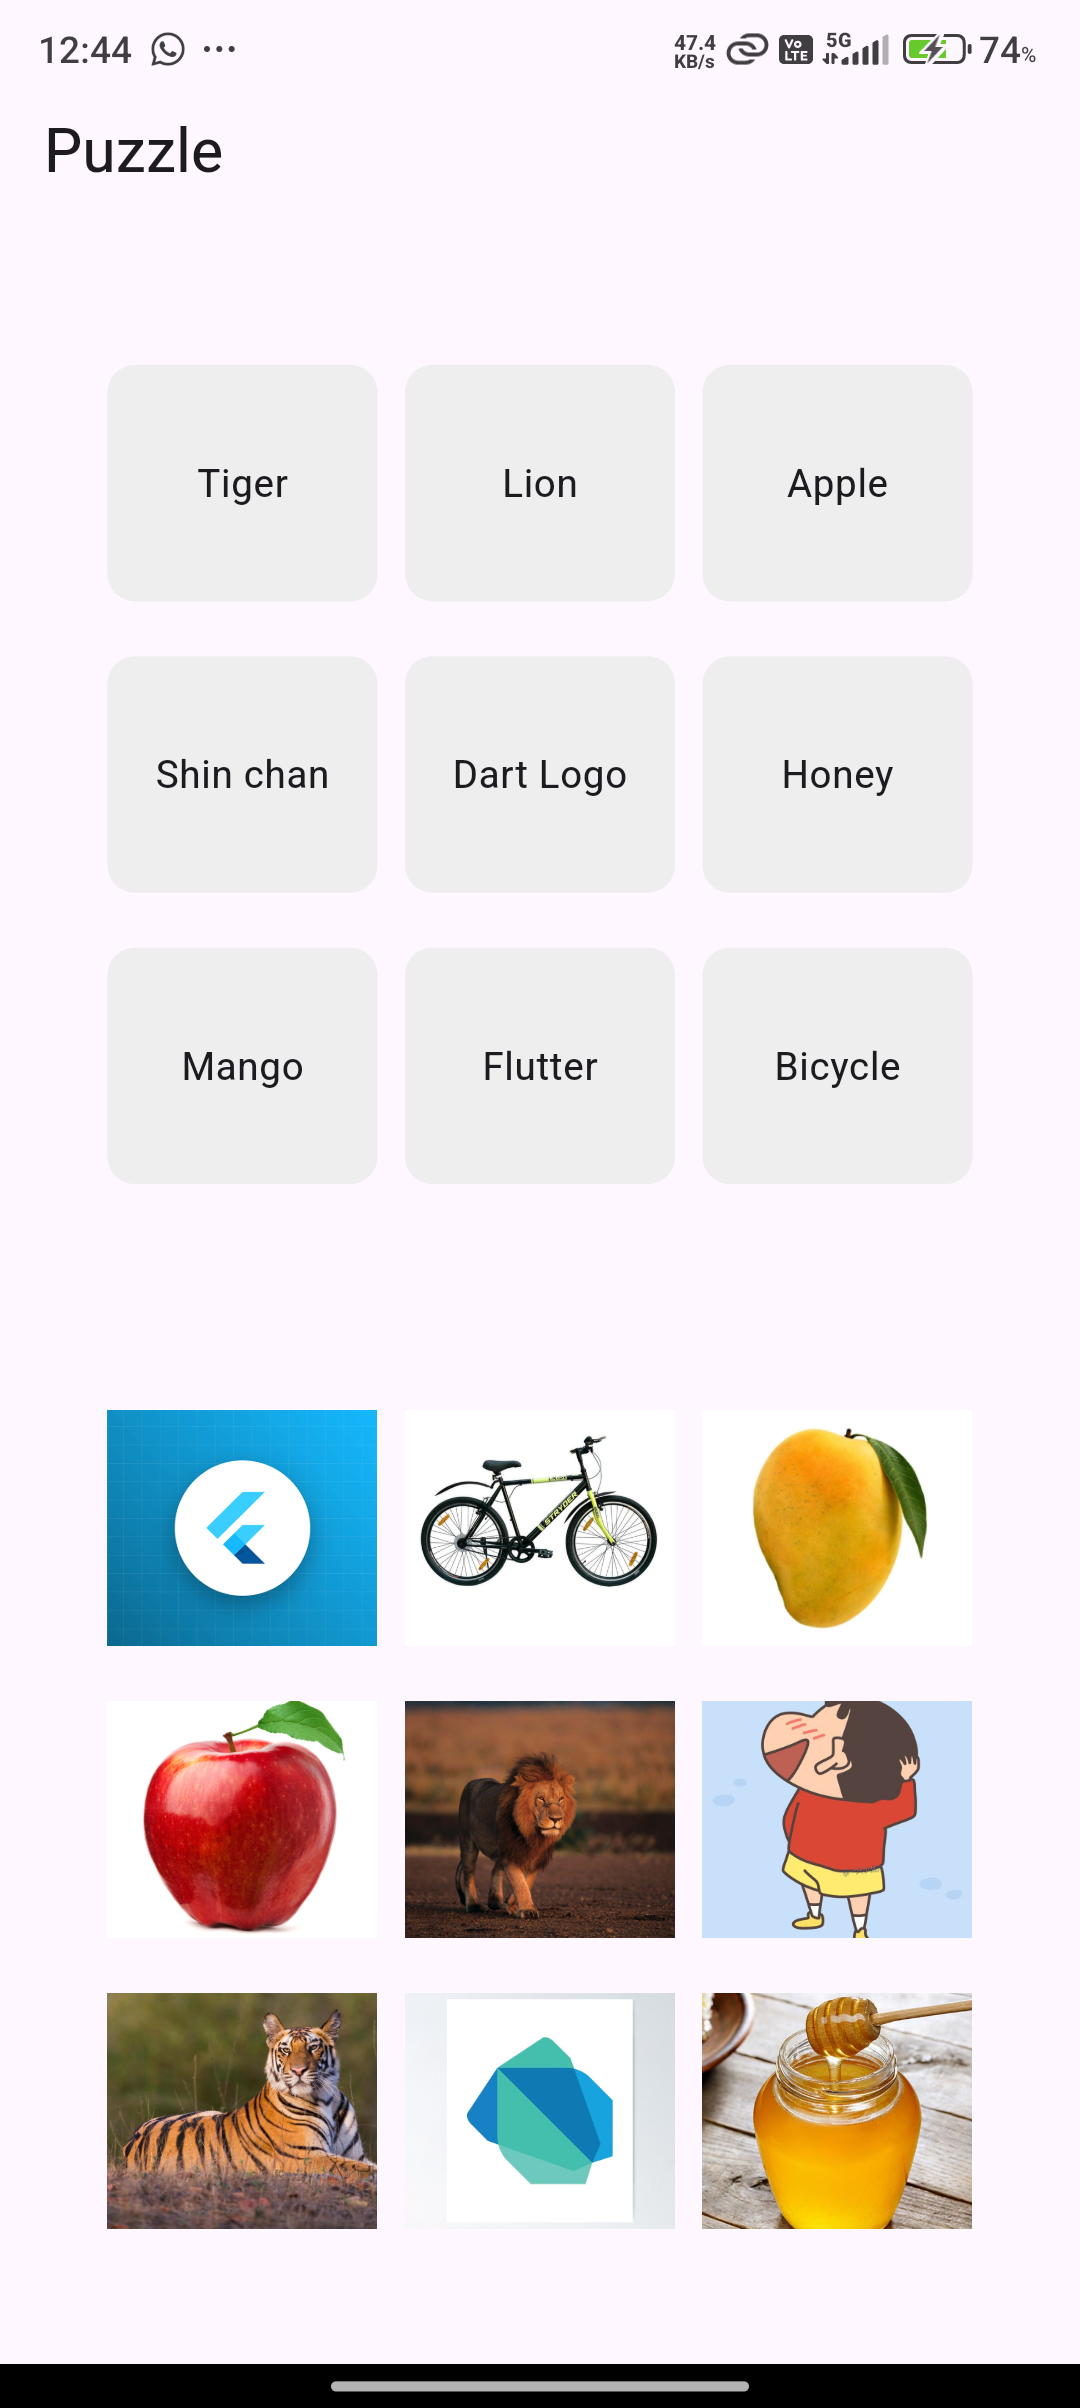 12:44 47.4 KB/s Vo LTE 5G 74%
Puzzle
Tiger Lion Apple
Shin chan Dart Logo Honey
Mango Flutter Bicycle
STRYDER